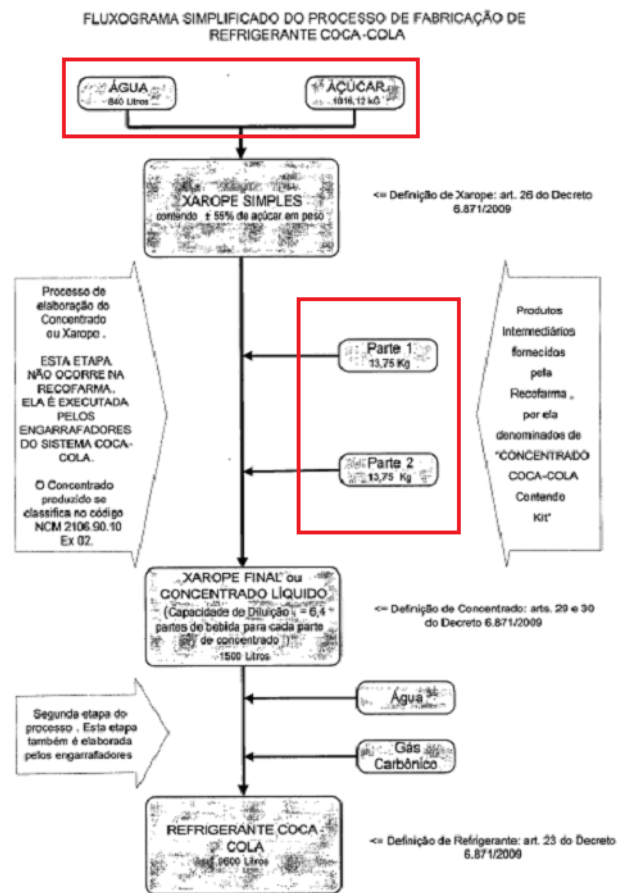 FLUXOGRAMA SIMPLIFICADO DO PROCESSO DE FABRICAÇÃO DE
REFRIGERANTE COCA-COLA
ÁGUA
840 Litros
AÇÚCAR
1016,12 kG
XAROPE SIMPLES
contendo ± 55% de açúcar em peso
<= Definição de Xarope: art. 26 do Decreto
6.871/2009
Processo de
elaboração do
Concentrado
ou Xarope .
ESTA ETAPA
NÃO OCORRE NA
RECOFARMA.
ELA É EXECUTADA
PELOS
ENGARRAFADORES
DO SISTEMA COCA-
COLA.
O Concentrado
produzido se
classifica no código
NCM 2106.90.10
Ex 02.
Parte 1
13,75 Kg
Parte 2
13,75 Kg
Produtos
Intermediários
fornecidos
pela
Recofarma ,
por ela
denominados de
"CONCENTRADO
COCA-COLA
Contendo
Kit"
XAROPE FINAL ou
CONCENTRADO LÍQUIDO
(Capacidade de Diluição = 6,4
partes de bebida para cada parte
de concentrado )
1500 Litros
<= Definição de Concentrado: arts. 29 e 30
do Decreto 6.871/2009
Segunda etapa do
processo . Esta etapa
também é elaborada
pelos engarrafadores
Água
Gás
Carbônico
REFRIGERANTE COCA -
COLA
9600 Litros
<= Definição de Refrigerante: art. 23 do Decreto
6.871/2009